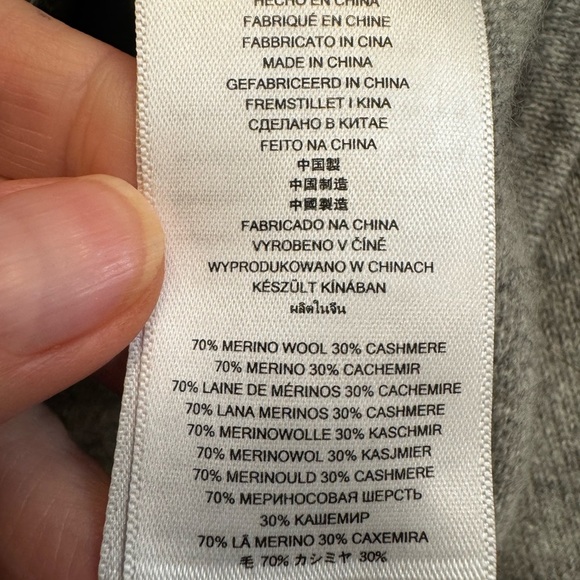 HECHO EN CHINA
FABRIQUÉ EN CHINE
FABBRICATO IN CINA
MADE IN CHINA
GEFABRICEERD IN CHINA
FREMSTILLET I KINA
СДЕЛАНО В КИТАЕ
FEITO NA CHINA
中国製
中国制造
中國製造
FABRICADO NA CHINA
VYROBENO V ČÍNĚ
WYPRODUKOWANO W CHINACH
KÉSZÜLT KÍNÁBAN
ผลิตในจีน
70% MERINO WOOL 30% CASHMERE
70% MERINO 30% CACHEMIR
70% LAINE DE MÉRINOS 30% CACHEMIRE
70% LANA MERINOS 30% CASHMERE
70% MERINOWOLLE 30% KASCHMIR
70% MERINOWOL 30% KASJMIER
70% MERINOULD 30% CASHMERE
70% МЕРИНОСОВАЯ ШЕРСТЬ
30% КАШЕМИР
70% LÃ MERINO 30% CAXEMIRA
毛 70% カシミヤ 30%